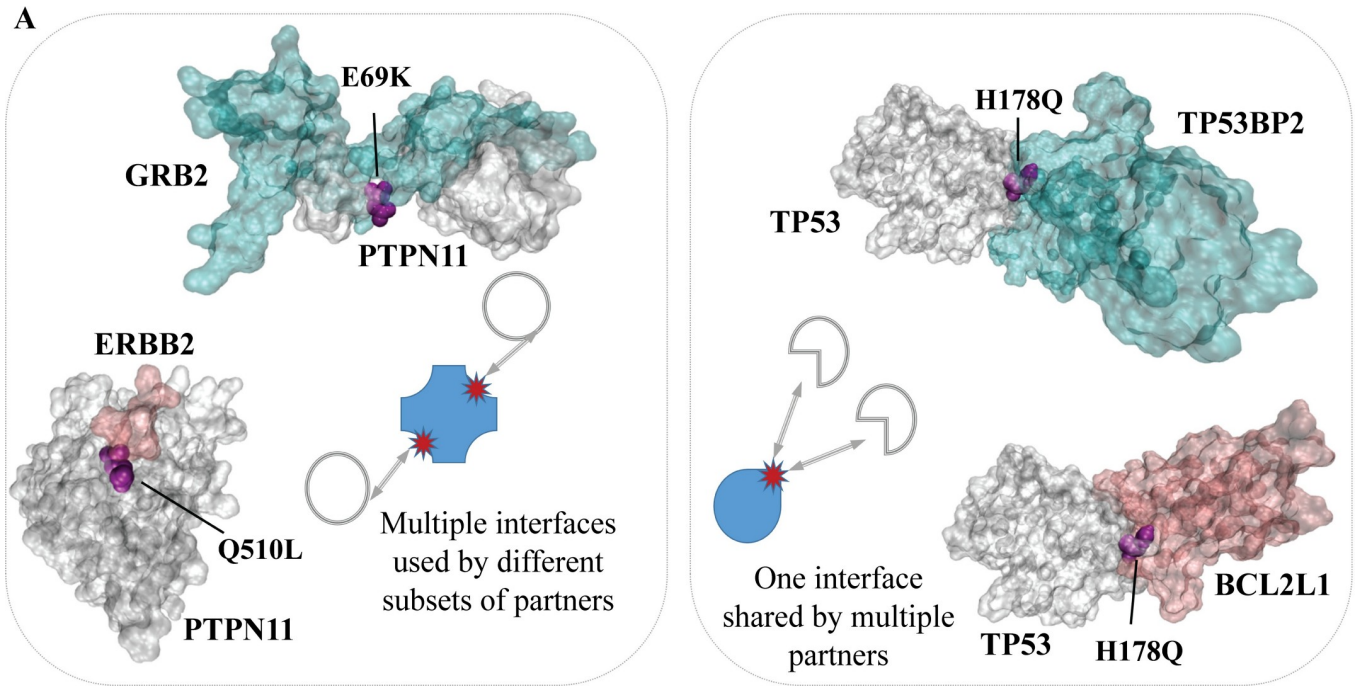 A
E69K
GRB2
PTPN11
ERBB2
Q510L
PTPN11
Multiple interfaces
used by different
subsets of partners
H178Q
TP53BP2
TP53
One interface
shared by multiple
partners
BCL2L1
TP53
H178Q